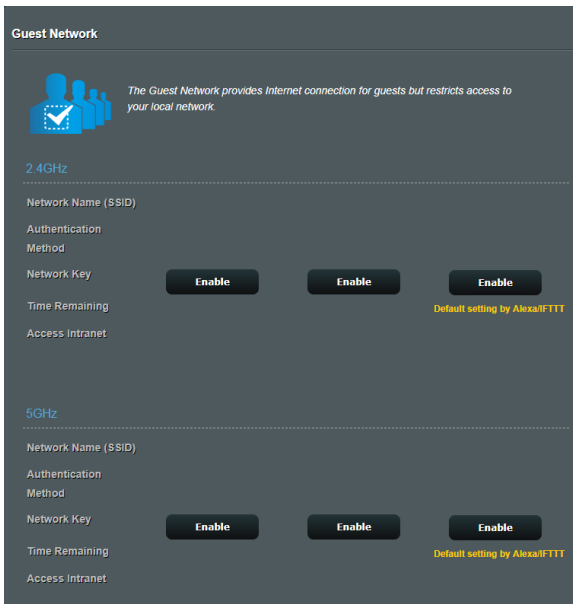 Guest Network
The Guest Network provides Internet connection for guests but restricts access to
your local network.
2.4GHz
Network Name (SSID)
Authentication
Method
Network Key
Enable Enable Enable
Time Remaining
Default setting by Alexa/IFTTT
Access Intranet
5GHz
Network Name (SSID)
Authentication
Method
Network Key
Enable Enable Enable
Time Remaining
Default setting by Alexa/IFTTT
Access Intranet